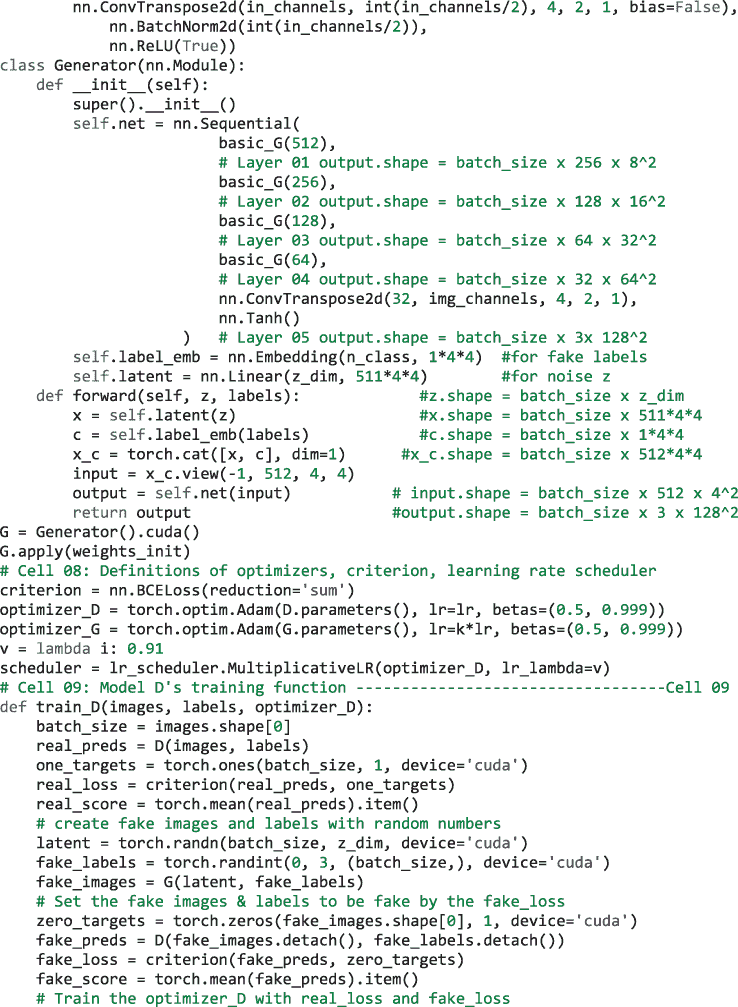 nn.ConvTranspose2d(in_channels, int(in_channels/2), 4, 2, 1, bias=False),
nn.BatchNorm2d(int(in_channels/2)),
nn.ReLU(True))
class Generator(nn.Module):
def __init__(self):
super().__init__()
self.net = nn.Sequential(
basic_G(512),
# Layer 01 output.shape = batch_size x 256 x 8^2
basic_G(256),
# Layer 02 output.shape = batch_size x 128 x 16^2
basic_G(128),
# Layer 03 output.shape = batch_size x 64 x 32^2
basic_G(64),
# Layer 04 output.shape = batch_size x 32 x 64^2
nn.ConvTranspose2d(32, img_channels, 4, 2, 1),
nn.Tanh()
) # Layer 05 output.shape = batch_size x 3x 128^2
self.label_emb = nn.Embedding(n_class, 1*4*4) #for fake labels
self.latent = nn.Linear(z_dim, 511*4*4) #for noise z
def forward(self, z, labels): #z.shape = batch_size x z_dim
x = self.latent(z) #x.shape = batch_size x 511*4*4
c = self.label_emb(labels) #c.shape = batch_size x 1*4*4
x_c = torch.cat([x, c], dim=1) #x_c.shape = batch_size x 512*4*4
input = x_c.view(-1, 512, 4, 4)
output = self.net(input) # input.shape = batch_size x 512 x 4^2
return output #output.shape = batch_size x 3 x 128^2
G = Generator().cuda()
G.apply(weights_init)
# Cell 08: Definitions of optimizers, criterion, learning rate scheduler
criterion = nn.BCELoss(reduction='sum')
optimizer_D = torch.optim.Adam(D.parameters(), lr=lr, betas=(0.5, 0.999))
optimizer_G = torch.optim.Adam(G.parameters(), lr=k*lr, betas=(0.5, 0.999))
v = lambda i: 0.91
scheduler = lr_scheduler.MultiplicativeLR(optimizer_D, lr_lambda=v)
# Cell 09: Model D's training function ----------------------------------Cell 09
def train_D(images, labels, optimizer_D):
batch_size = images.shape[0]
real_preds = D(images, labels)
one_targets = torch.ones(batch_size, 1, device='cuda')
real_loss = criterion(real_preds, one_targets)
real_score = torch.mean(real_preds).item()
# create fake images and labels with random numbers
latent = torch.randn(batch_size, z_dim, device='cuda')
fake_labels = torch.randint(0, 3, (batch_size,), device='cuda')
fake_images = G(latent, fake_labels)
# Set the fake images & labels to be fake by the fake_loss
zero_targets = torch.zeros(fake_images.shape[0], 1, device='cuda')
fake_preds = D(fake_images.detach(), fake_labels.detach())
fake_loss = criterion(fake_preds, zero_targets)
fake_score = torch.mean(fake_preds).item()
# Train the optimizer_D with real_loss and fake_loss